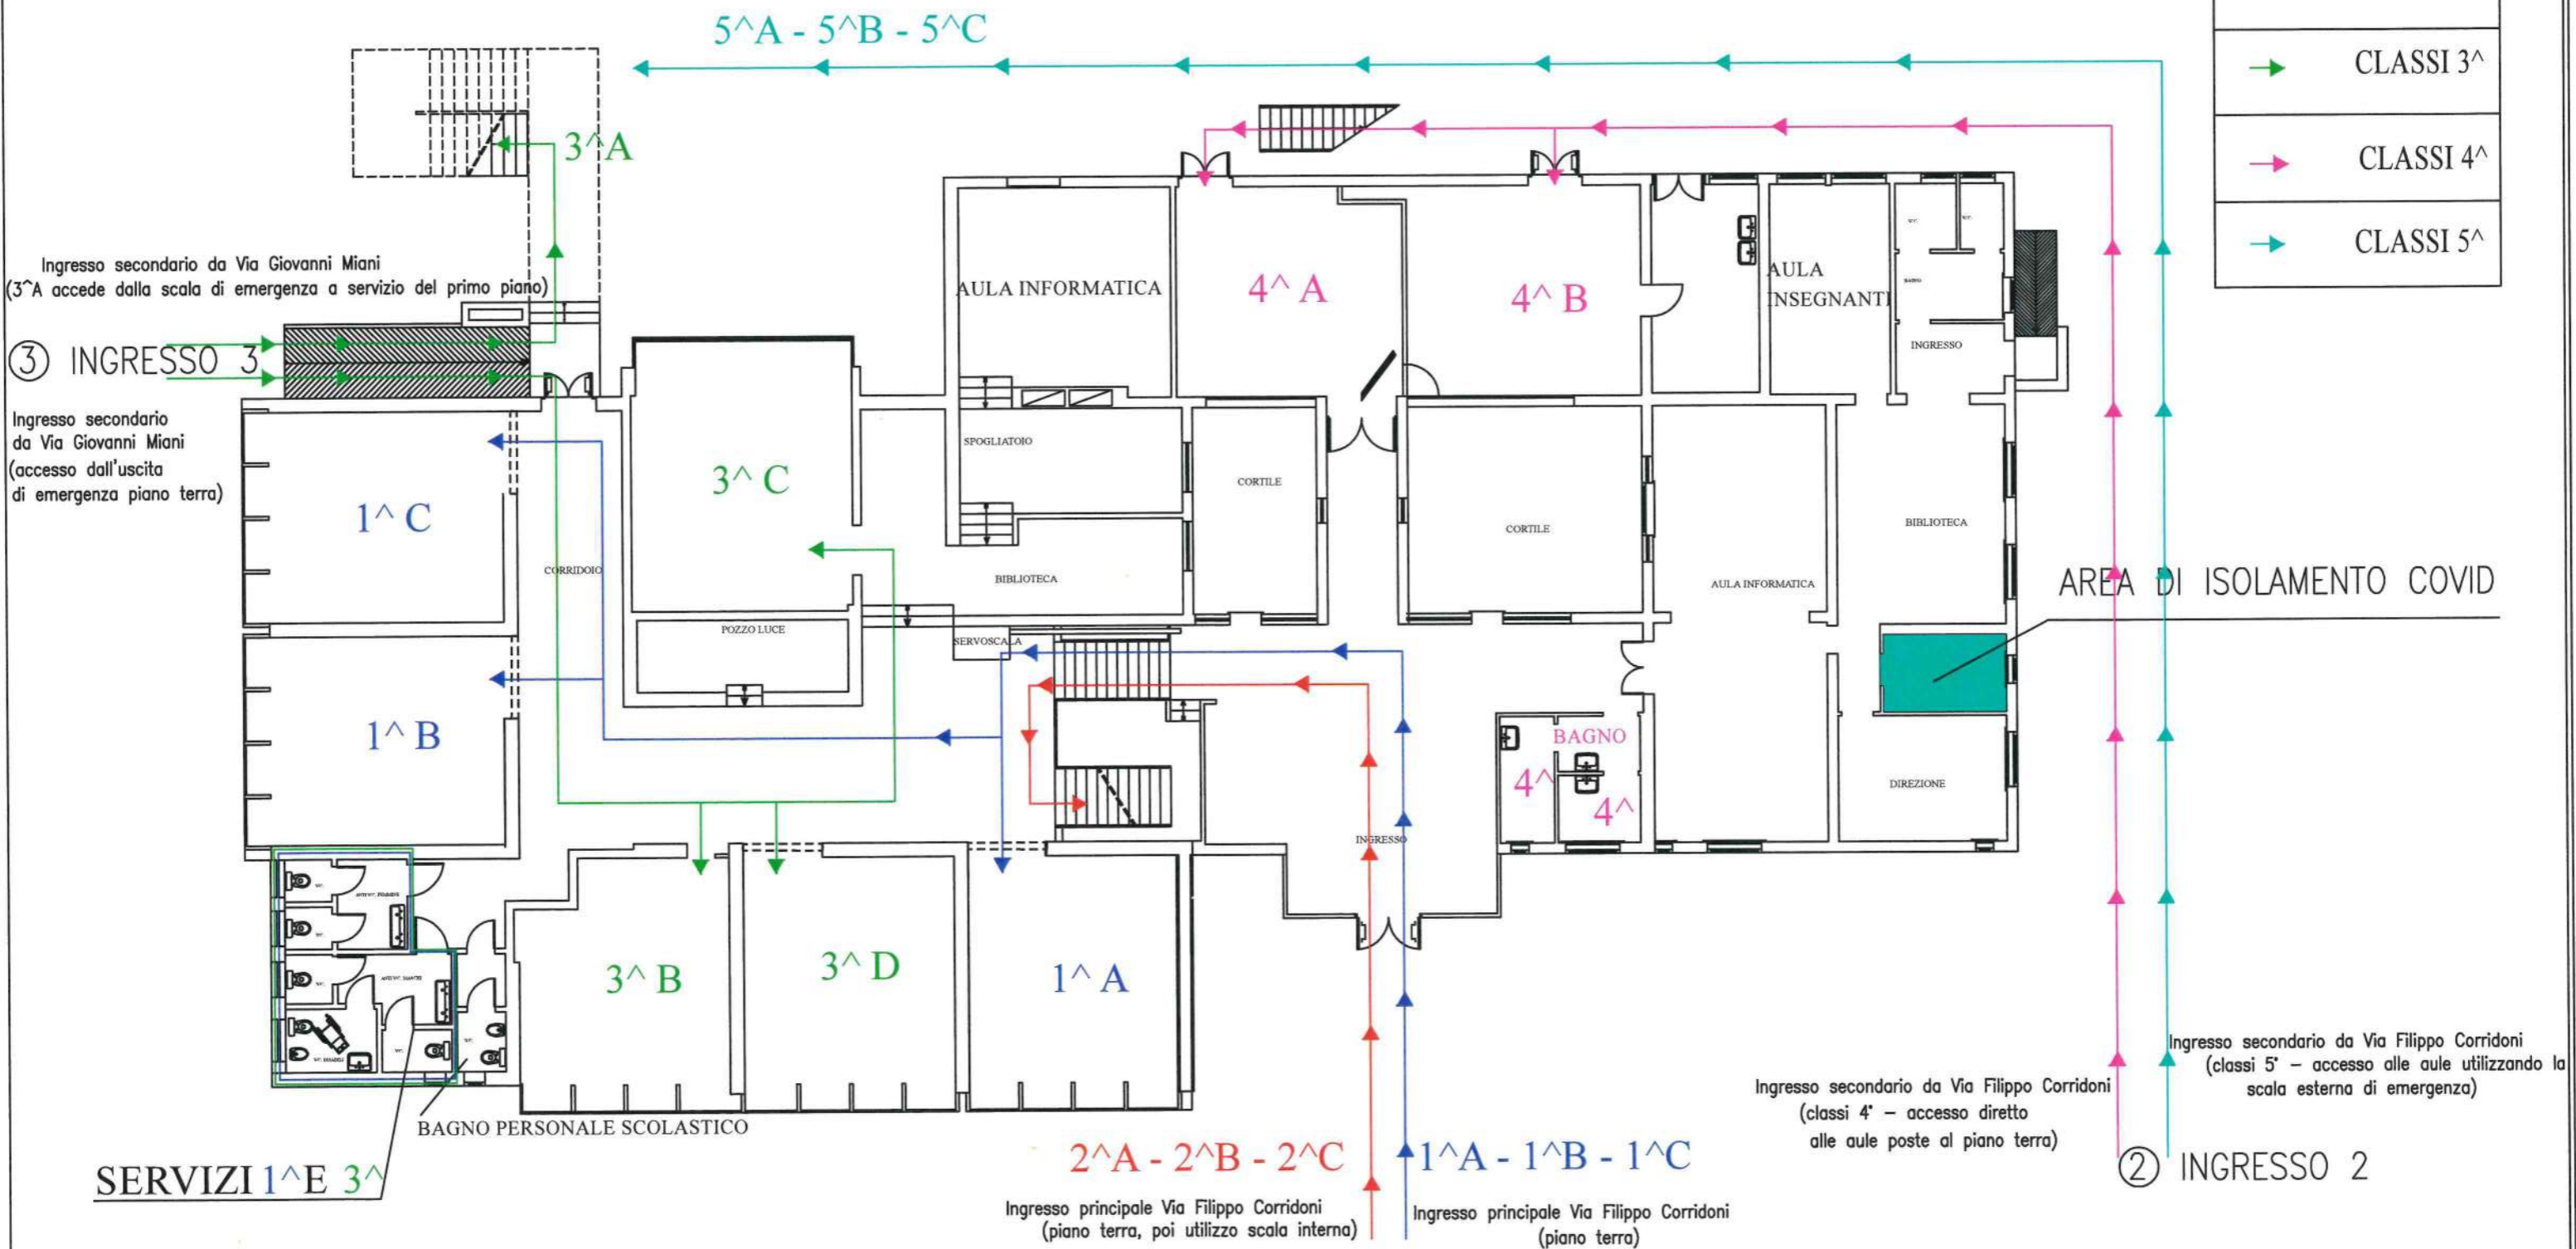 5^A - 5^B - 5^C
CLASSI 3^
CLASSI 4^
CLASSI 5^
3^A
Ingresso secondario da Via Giovanni Miani
(3^A accede dalla scala di emergenza a servizio del primo piano)
③ INGRESSO 3
Ingresso secondario
da Via Giovanni Miani
(accesso dall'uscita
di emergenza piano terra)
AULA INFORMATICA
4^ A
4^ B
AULA
INSEGNANTI
W.C.
W.C.
BAGNO
INGRESSO
1^ C
CORRIDOIO
3^ C
SPOGLIATOIO
BIBLIOTECA
CORTILE
CORTILE
AULA INFORMATICA
BIBLIOTECA
AREA DI ISOLAMENTO COVID
POZZO LUCE
SERVOSCALA
1^ B
BAGNO
4^
4^
DIREZIONE
INGRESSO
W.C.
W.C.
W.C.
W.C.
W.C.
3^ B
3^ D
1^ A
BAGNO PERSONALE SCOLASTICO
SERVIZI 1^E 3^
2^A - 2^B - 2^C
Ingresso principale Via Filippo Corridoni
(piano terra, poi utilizzo scala interna)
1^A - 1^B - 1^C
Ingresso principale Via Filippo Corridoni
(piano terra)
Ingresso secondario da Via Filippo Corridoni
(classi 4° – accesso diretto
alle aule poste al piano terra)
Ingresso secondario da Via Filippo Corridoni
(classi 5° – accesso alle aule utilizzando la
scala esterna di emergenza)
② INGRESSO 2